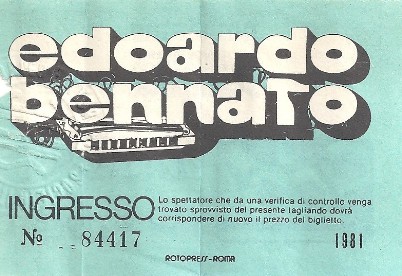 edoardo
bennato
INGRESSO
Lo spettatore che da una verifica di controllo venga
trovato sprovvisto del presente tagliando dovrà
corrispondere di nuovo il prezzo del biglietto.
No 84417
1981
ROTOPRESS-ROMA